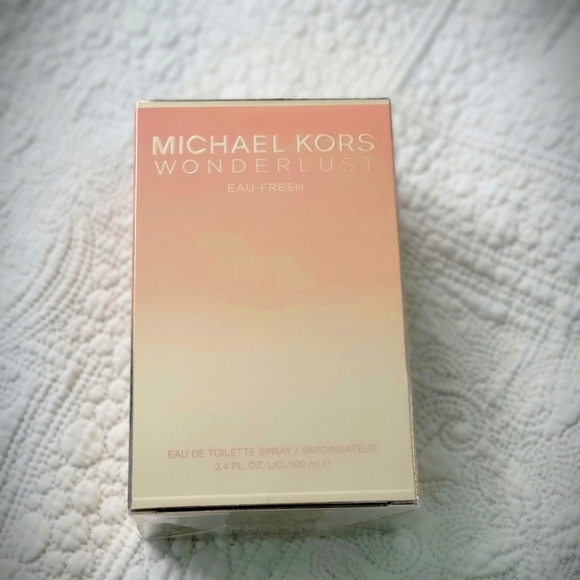 MICHAEL KORS
WONDERLUST
EAU FRESH
EAU DE TOILETTE SPRAY / VAPORISATEUR
3.4 FL. OZ. LIQ./100 ml ℮